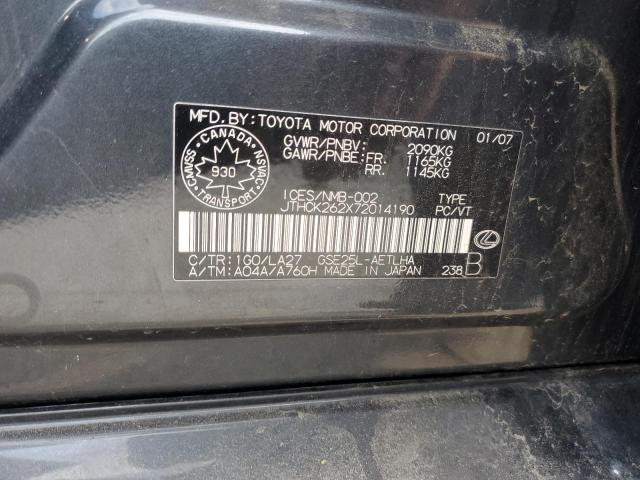 MFD. BY: TOYOTA MOTOR CORPORATION 01/07
GVWR/PNBV: 2090KG
GAWR/PNBE: FR. 1165KG
RR. 1145KG
CANADA
CMVSS NSVAC
930
TRANSPORT
ICES/NMB-002 TYPE
JTHCK262X72014190 PC/VT
C/TR: 1G0/LA27 GSE25L-AETLHA
A/TM: A04A/A760H MADE IN JAPAN 238 B